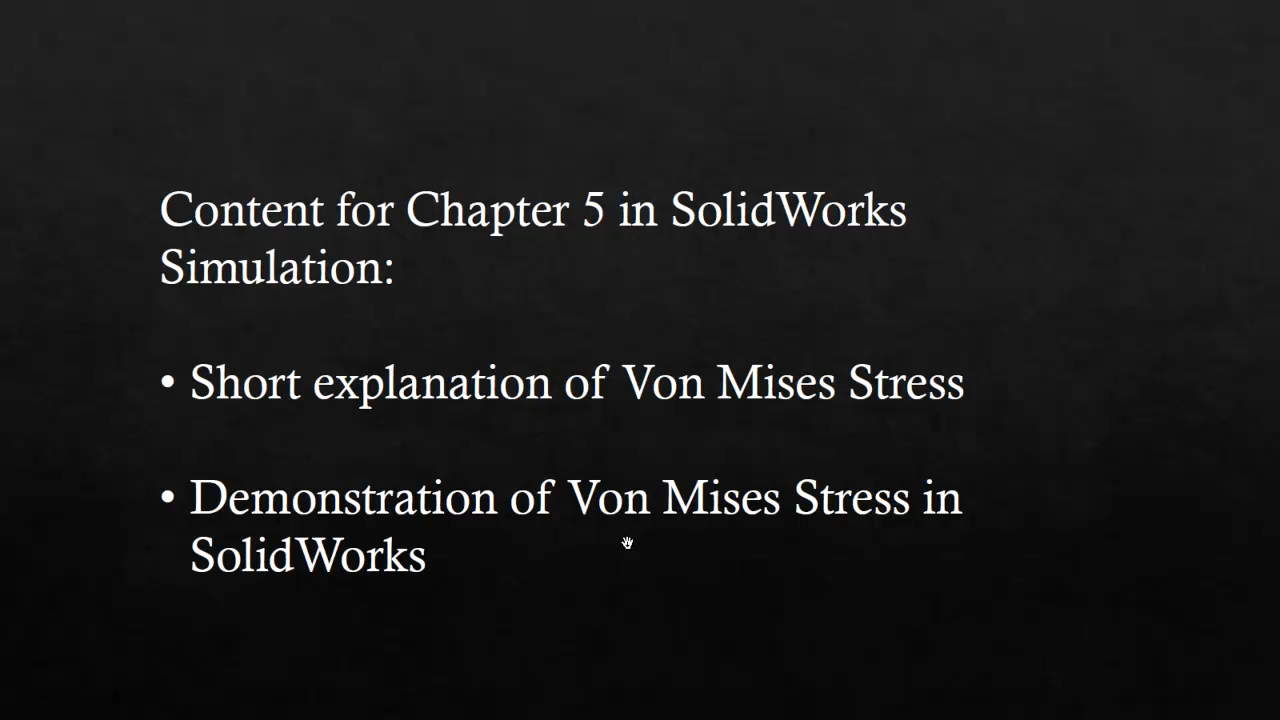 Content for Chapter 5 in SolidWorks
Simulation:
• Short explanation of Von Mises Stress
• Demonstration of Von Mises Stress in
SolidWorks